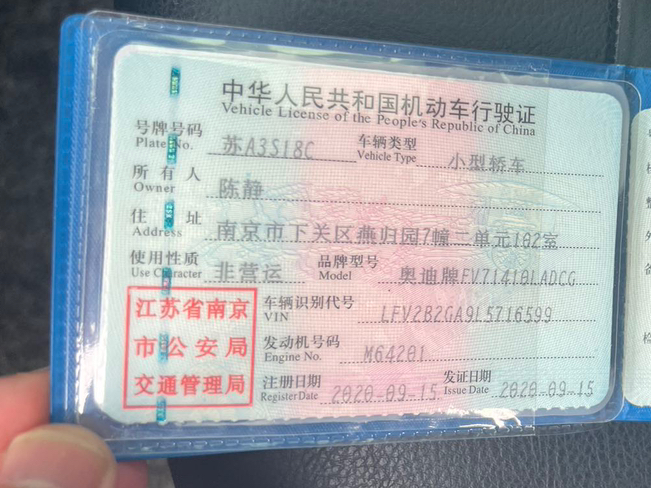 中华人民共和国机动车行驶证
Vehicle License of the People's Republic of China
号牌号码 苏A3S18C 车辆类型 小型轿车
Plate No. Vehicle Type
所有人 陈静
Owner
住址 南京市下关区燕归园7幢二单元102室
Address
使用性质 非营运 品牌型号 奥迪牌FV7141BLADCG
Use Character Model
江苏省南京
市公安局
交通管理局
车辆识别代号 LFV2B2GA9L5716599
VIN
发动机号码 M64201
Engine No.
注册日期 2020-09-15 发证日期 2020-09-15
Register Date Issue Date